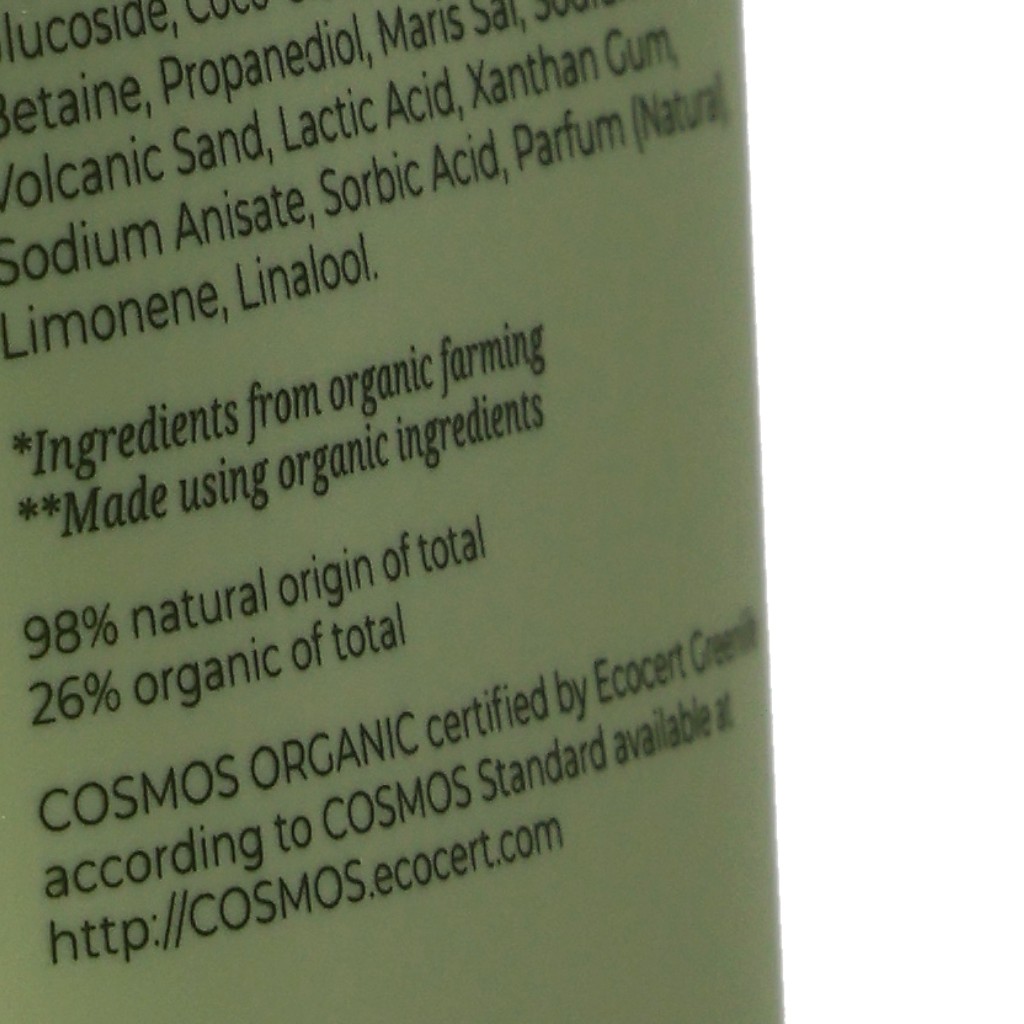 Betaine, Propanediol, Maris Sal,
Volcanic Sand, Lactic Acid, Xanthan Gum,
Sodium Anisate, Sorbic Acid, Parfum (Natural),
Limonene, Linalool.
*Ingredients from organic farming
**Made using organic ingredients
98% natural origin of total
26% organic of total
COSMOS ORGANIC certified by Ecocert
according to COSMOS Standard available at
http://COSMOS.ecocert.com